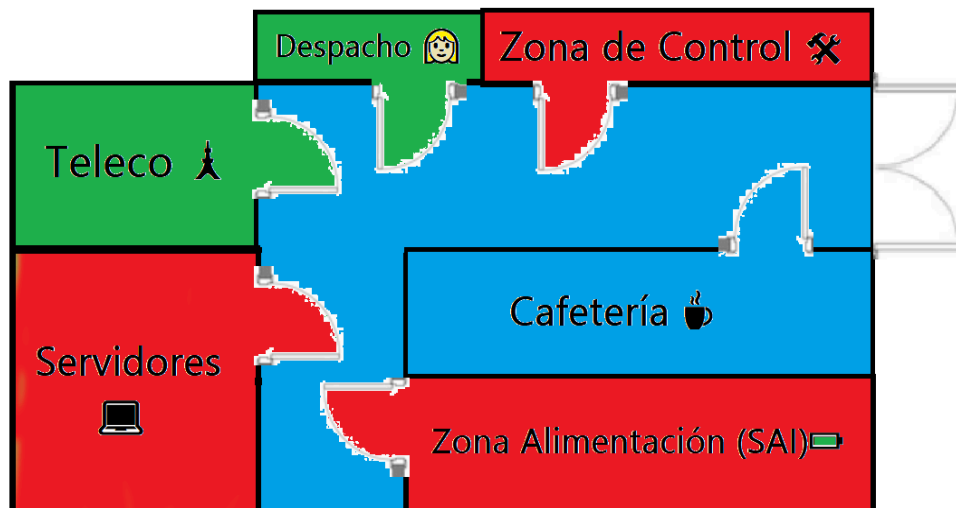 Despacho
Zona de Control
Teleco
Cafetería
Servidores
Zona Alimentación (SAI)